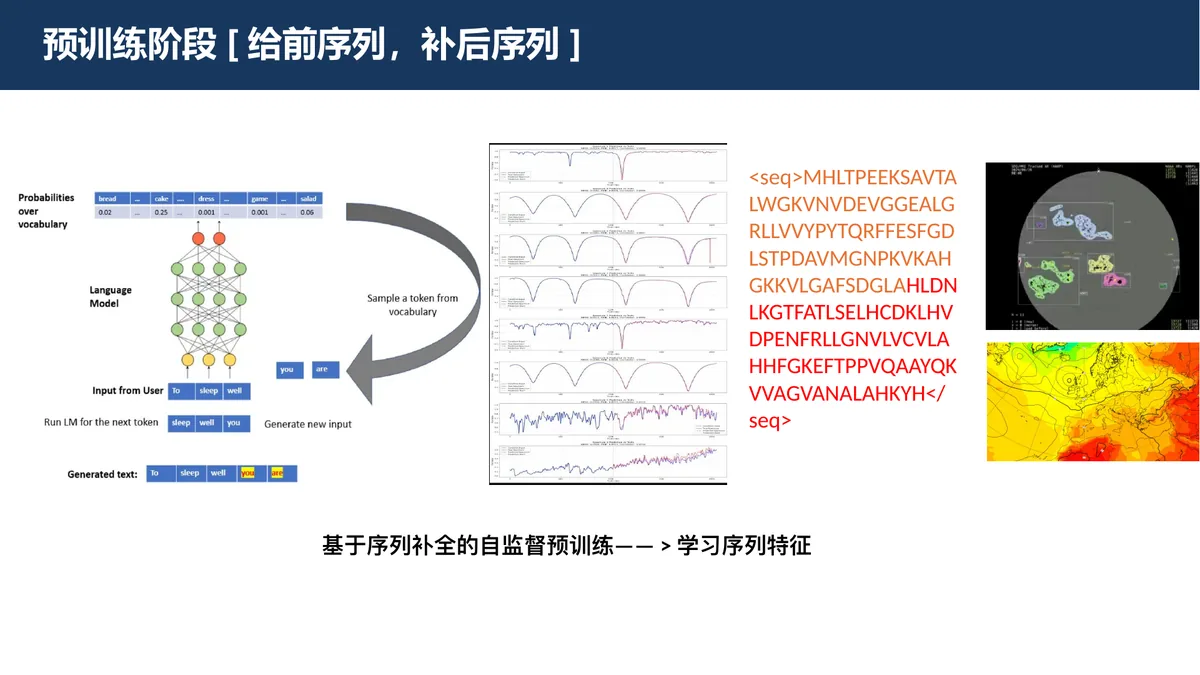 预训练阶段 [ 给前序列，补后序列 ]
Probabilities
over
vocabulary
bread ... cake .... dress ... game ... salad
0.02 ... 0.25 ... 0.001 ... 0.001 ... 0.06
Language
Model
Sample a token from
vocabulary
you are
Input from User To sleep well
Run LM for the next token sleep well you Generate new input
Generated text: To sleep well you are
<seq>MHLTPEEKSAVTA
LWGKVNVDEVGGEALG
RLLVVYPYTQRFFESFGD
LSTPDAVMGNPKVKAH
GKKVLGAFSDGLAHLDN
LKGTFATLSELHCDKLHV
DPENFRLLGNVLVCVLA
HHFGKEFTPPVQAAYQK
VVAGVANALAHKYH</
seq>
基于序列补全的自监督预训练—— > 学习序列特征